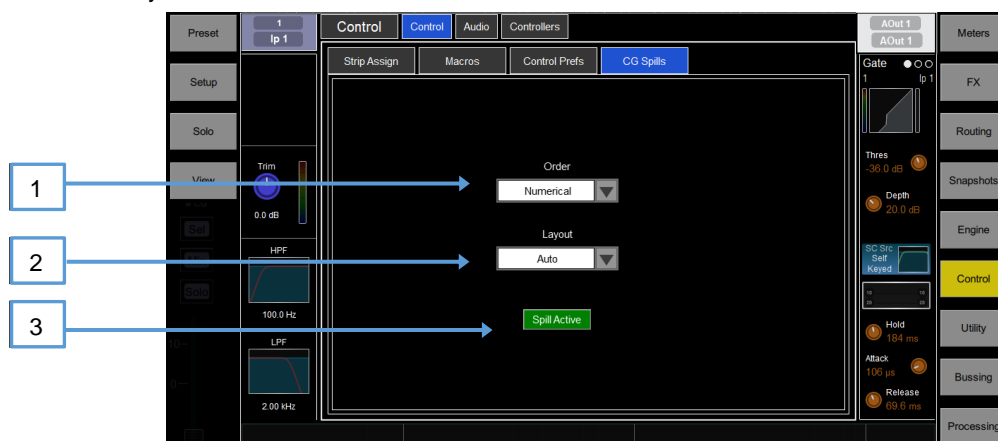 Preset
Setup
Solo
View
Sel
Solo
1
Ip 1
Trim
0.0 dB
HPF
100.0 Hz
LPF
2.00 kHz
Control
Control
Audio
Controllers
Strip Assign
Macros
Control Prefs
CG Spills
Order
Numerical
Layout
Auto
Spill Active
1
2
3
AOut 1
AOut 1
Gate
1
Ip 1
Thres
-36.0 dB
Depth
20.0 dB
SC Src
Self
Keyed
Hold
184 ms
Attack
106 µs
Release
69.6 ms
Meters
FX
Routing
Snapshots
Engine
Control
Utility
Bussing
Processing